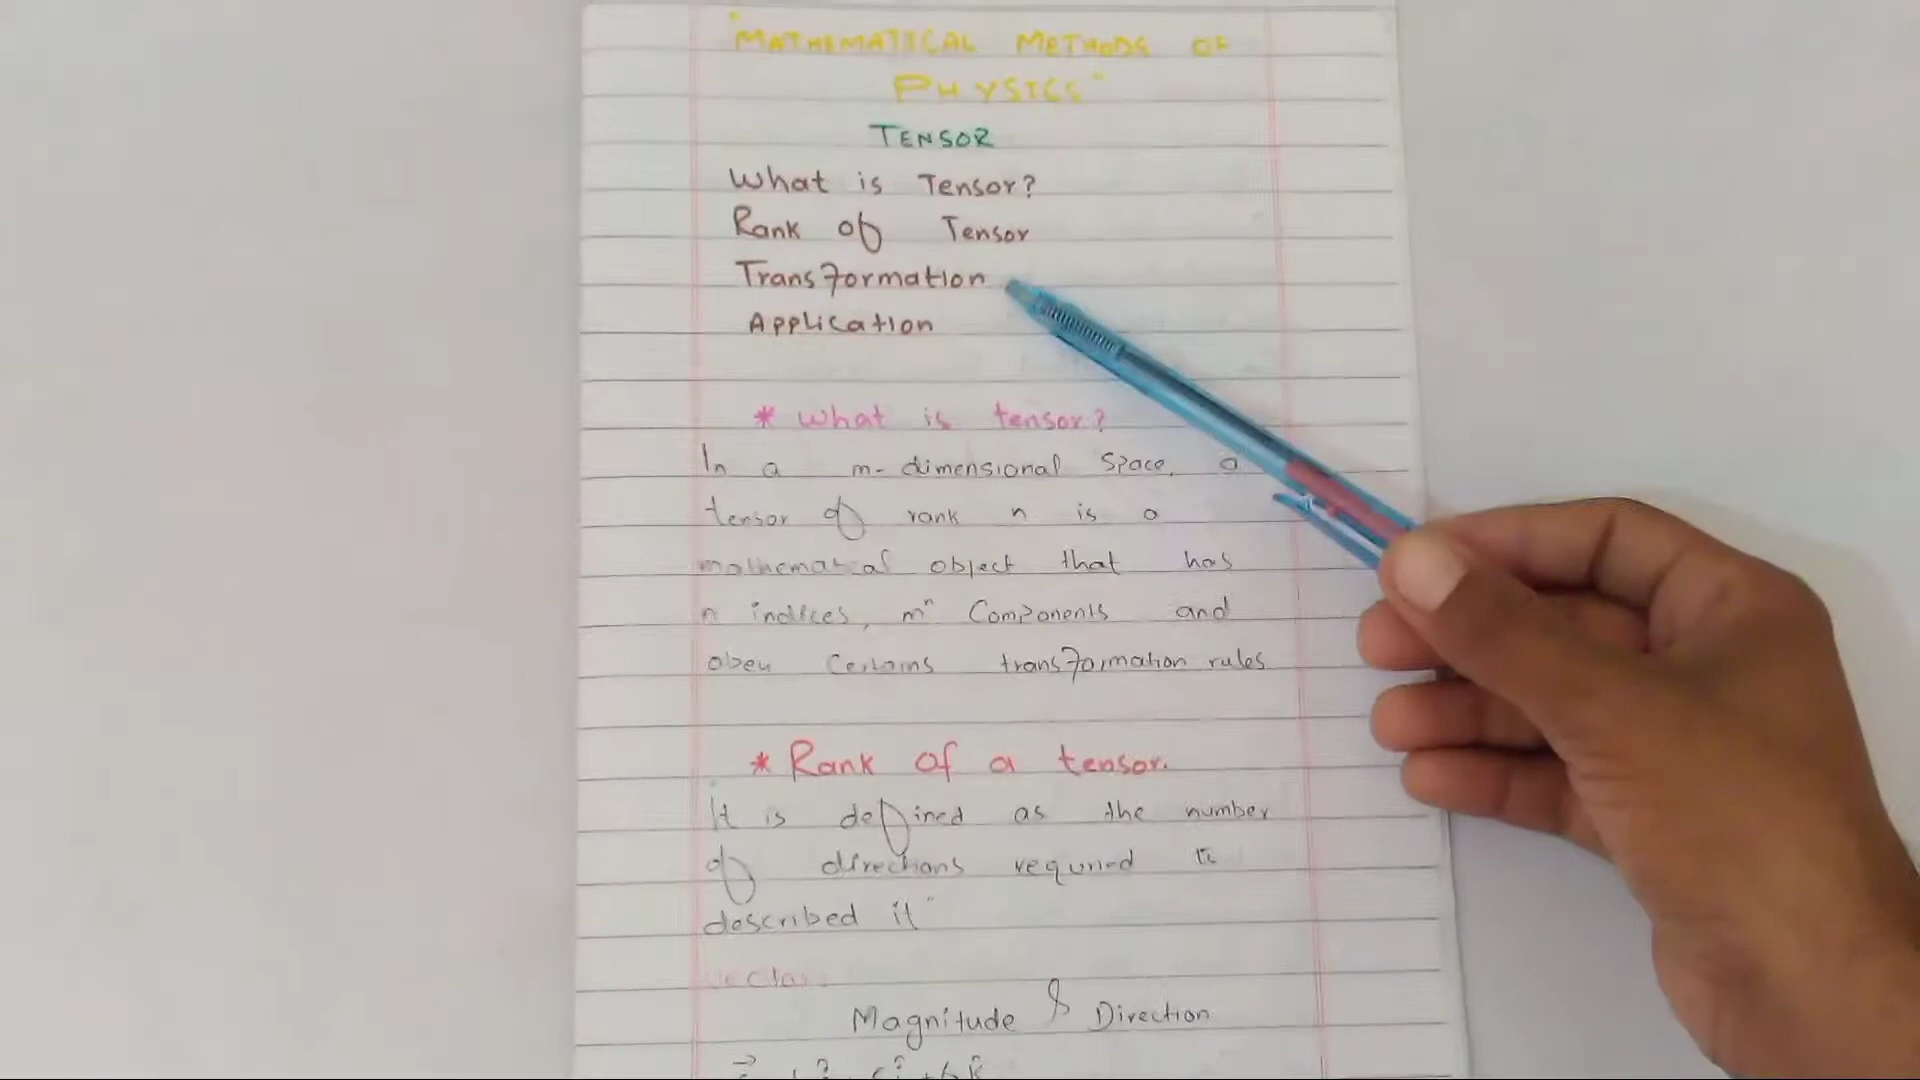 "MATHEMATICAL METHODS OF
PHYSICS"
TENSOR
What is Tensor?
Rank of Tensor
Transformation
Application
* What is tensor?
In a m-dimensional Space, a
tensor of rank n is a
mathematical object that has
n indices, m^n Components and
obey Certains transformation rules
* Rank of a tensor.
It is defined as the number
of directions required to
described it"
Magnitude & Direction